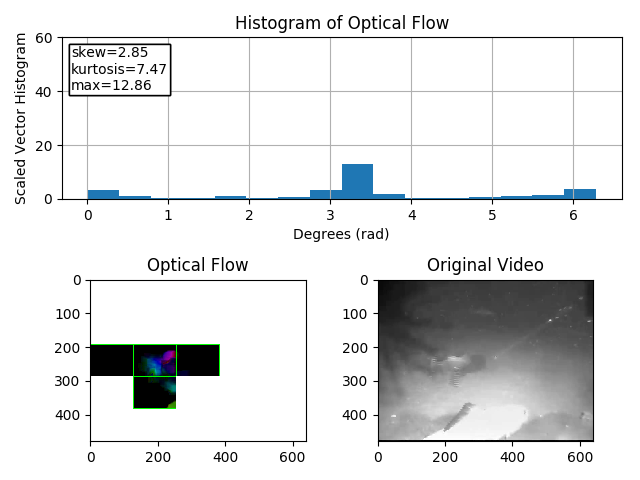 Histogram of Optical Flow
Scaled Vector Histogram
60
40
20
0
skew=2.85
kurtosis=7.47
max=12.86
0 1 2 3 4 5 6
Degrees (rad)
Optical Flow
0
100
200
300
400
0 200 400 600
Original Video
0
100
200
300
400
0 200 400 600